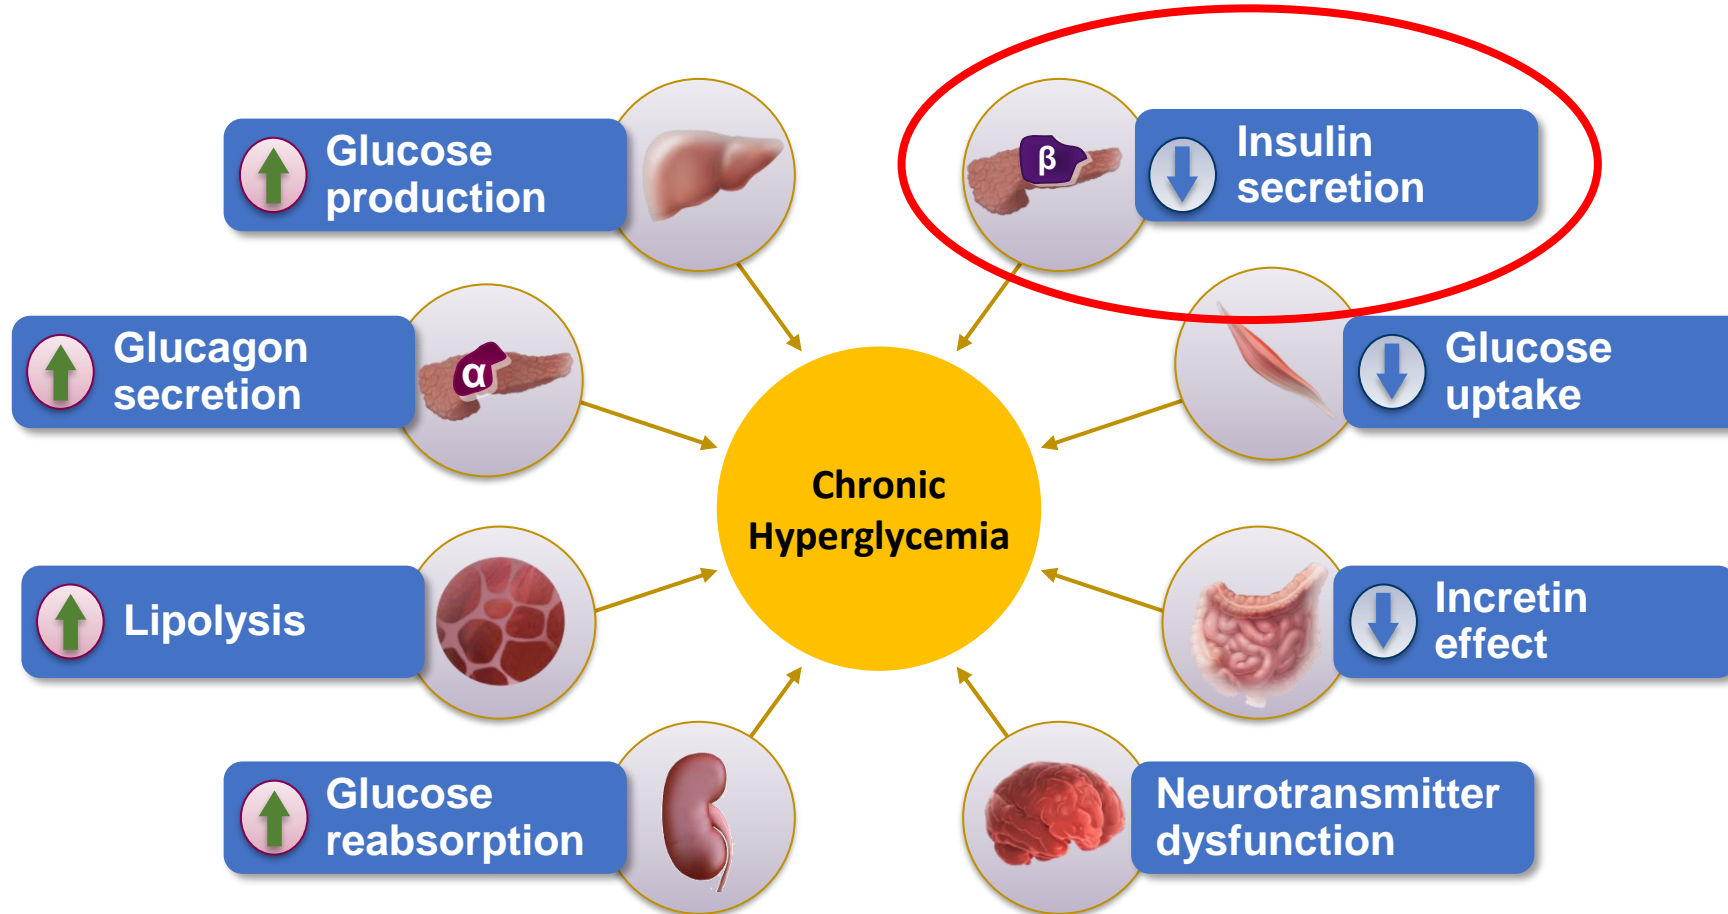 Glucose
production
β
Insulin
secretion
Glucagon
secretion
α
Glucose
uptake
Chronic
Hyperglycemia
Lipolysis
Incretin
effect
Glucose
reabsorption
Neurotransmitter
dysfunction